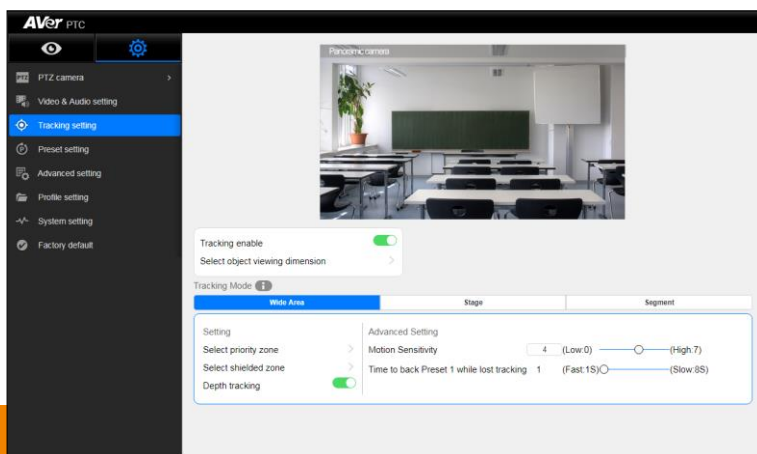 AVer PTC
PTZ PTZ camera >
Video & Audio setting
Tracking setting
P Preset setting
Advanced setting
Profile setting
System setting
Factory default
Panoramic camera
Tracking enable
Select object viewing dimension >
Tracking Mode i
Wide Area Stage Segment
Setting Advanced Setting
Select priority zone > Motion Sensitivity 4 (Low:0) (High:7)
Select shielded zone > Time to back Preset 1 while lost tracking 1 (Fast:1S) (Slow:8S)
Depth tracking